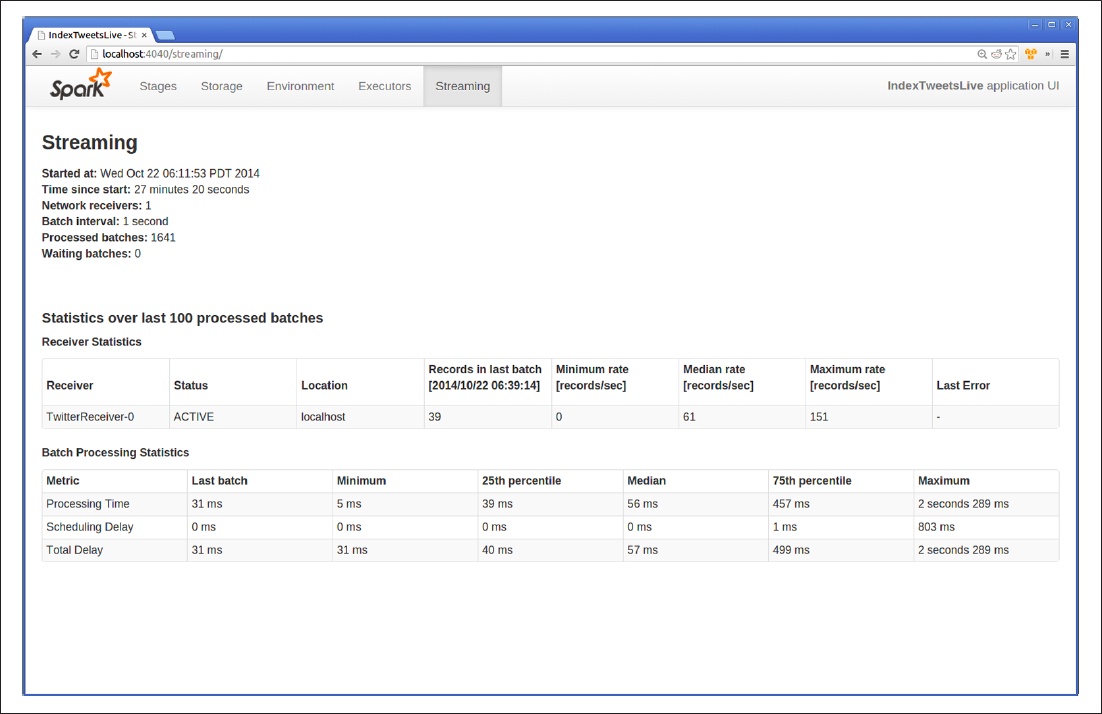 IndexTweetsLive - St
localhost:4040/streaming/
Spark Stages Storage Environment Executors Streaming IndexTweetsLive application UI
Streaming
Started at: Wed Oct 22 06:11:53 PDT 2014
Time since start: 27 minutes 20 seconds
Network receivers: 1
Batch interval: 1 second
Processed batches: 1641
Waiting batches: 0
Statistics over last 100 processed batches
Receiver Statistics
Receiver Status Location Records in last batch [2014/10/22 06:39:14] Minimum rate [records/sec] Median rate [records/sec] Maximum rate [records/sec] Last Error
TwitterReceiver-0 ACTIVE localhost 39 0 61 151 -
Batch Processing Statistics
Metric Last batch Minimum 25th percentile Median 75th percentile Maximum
Processing Time 31 ms 5 ms 39 ms 56 ms 457 ms 2 seconds 289 ms
Scheduling Delay 0 ms 0 ms 0 ms 0 ms 1 ms 803 ms
Total Delay 31 ms 31 ms 40 ms 57 ms 499 ms 2 seconds 289 ms